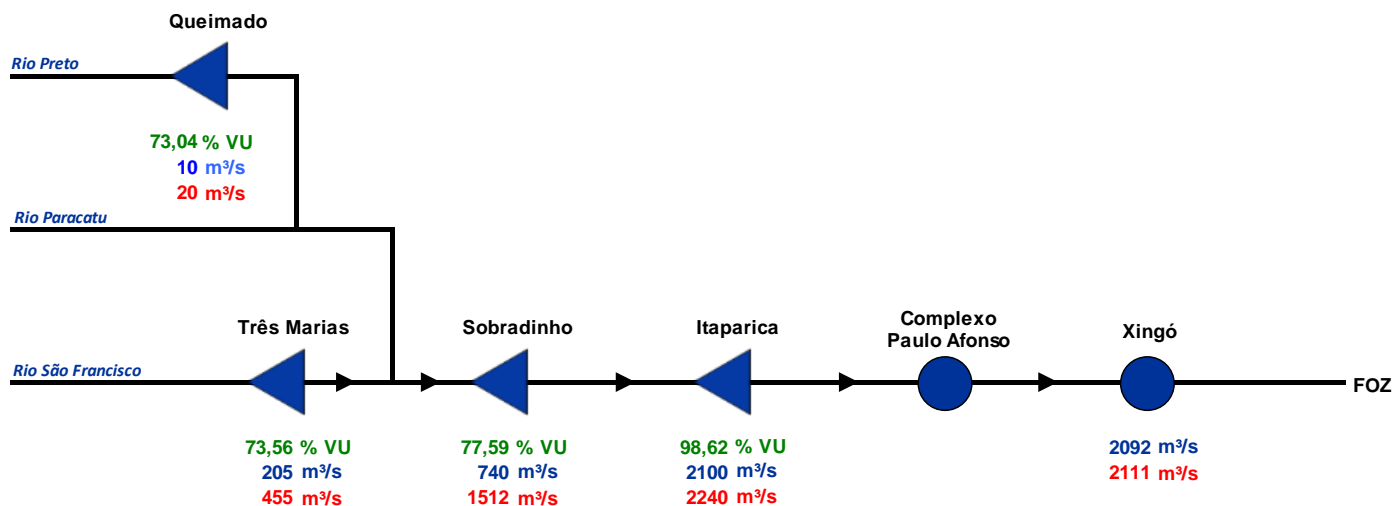 Queimado
Rio Preto
73,04 % VU
10 m³/s
20 m³/s
Rio Paracatu
Três Marias
Sobradinho
Itaparica
Complexo
Paulo Afonso
Xingó
Rio São Francisco
FOZ
73,56 % VU
205 m³/s
455 m³/s
77,59 % VU
740 m³/s
1512 m³/s
98,62 % VU
2100 m³/s
2240 m³/s
2092 m³/s
2111 m³/s